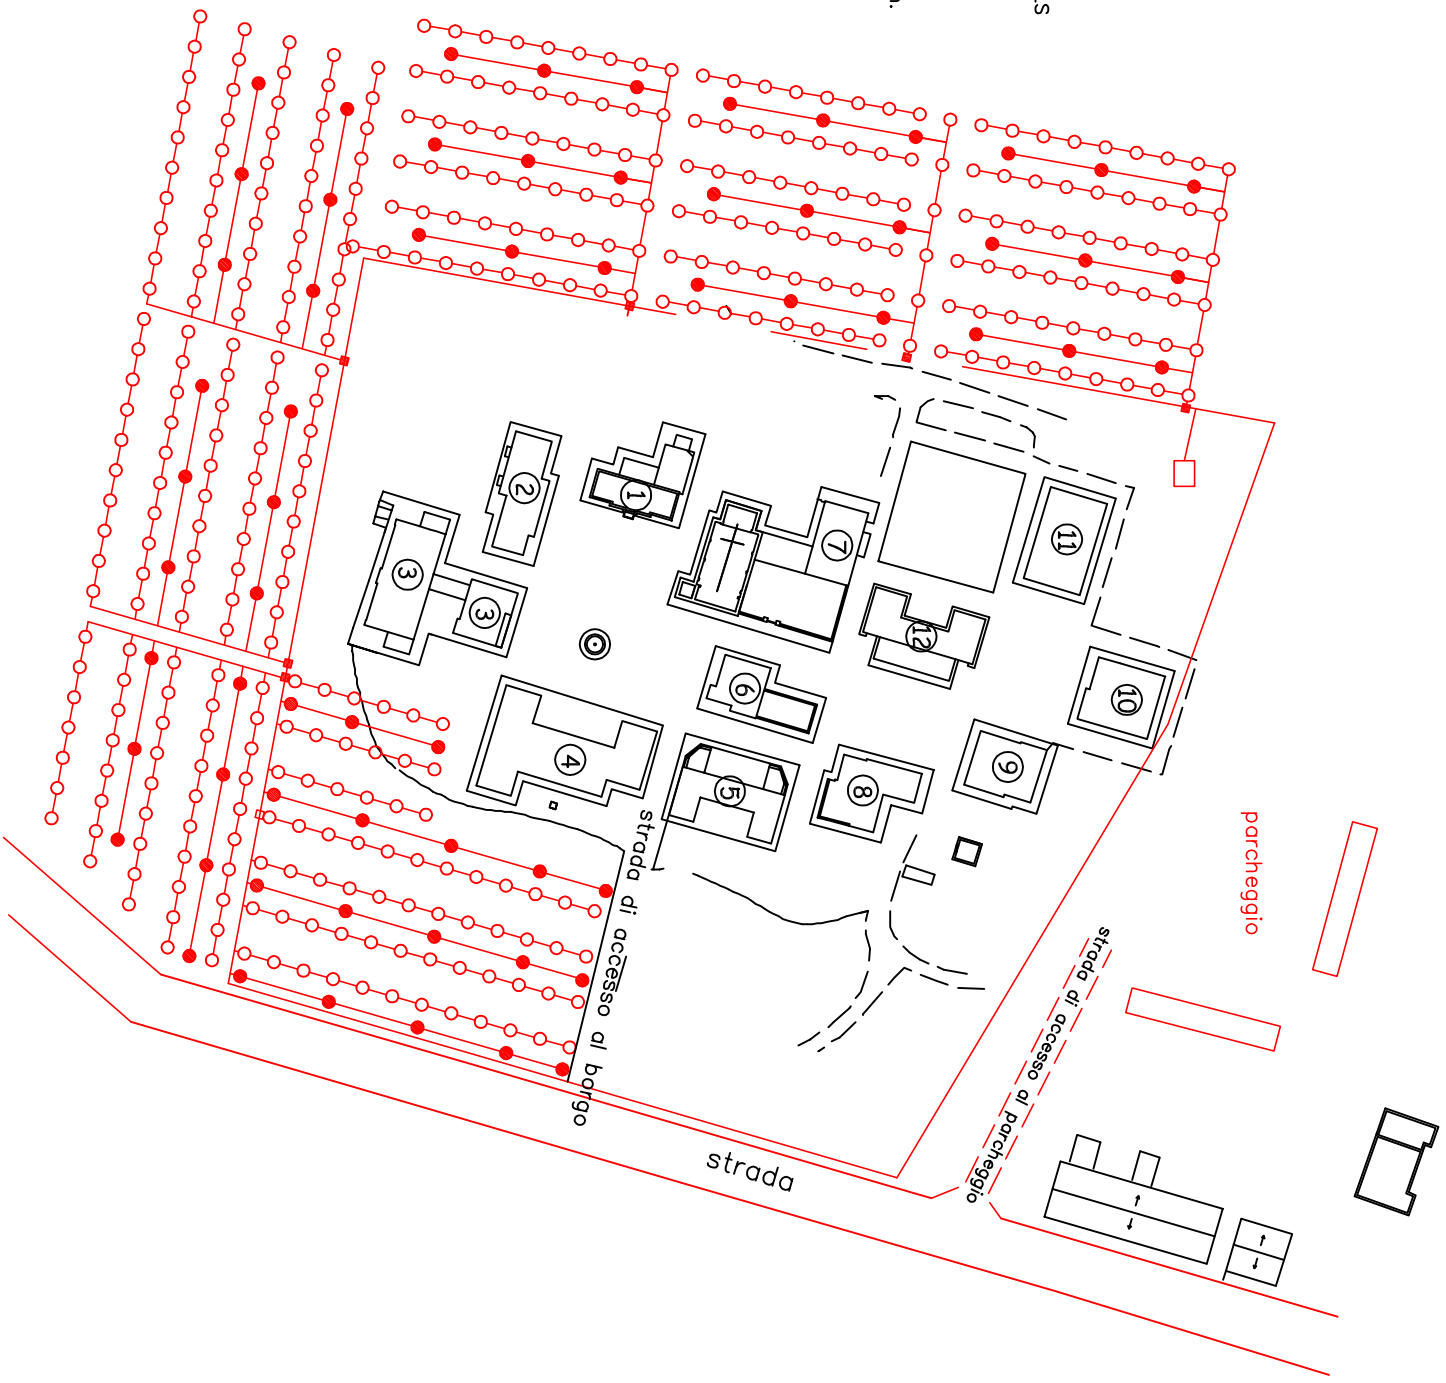 s
n.
2
1
7
11
3
3
12
6
10
4
5
8
9
strada di accesso al borgo
parcheggio
strada di accesso al parcheggio
strada